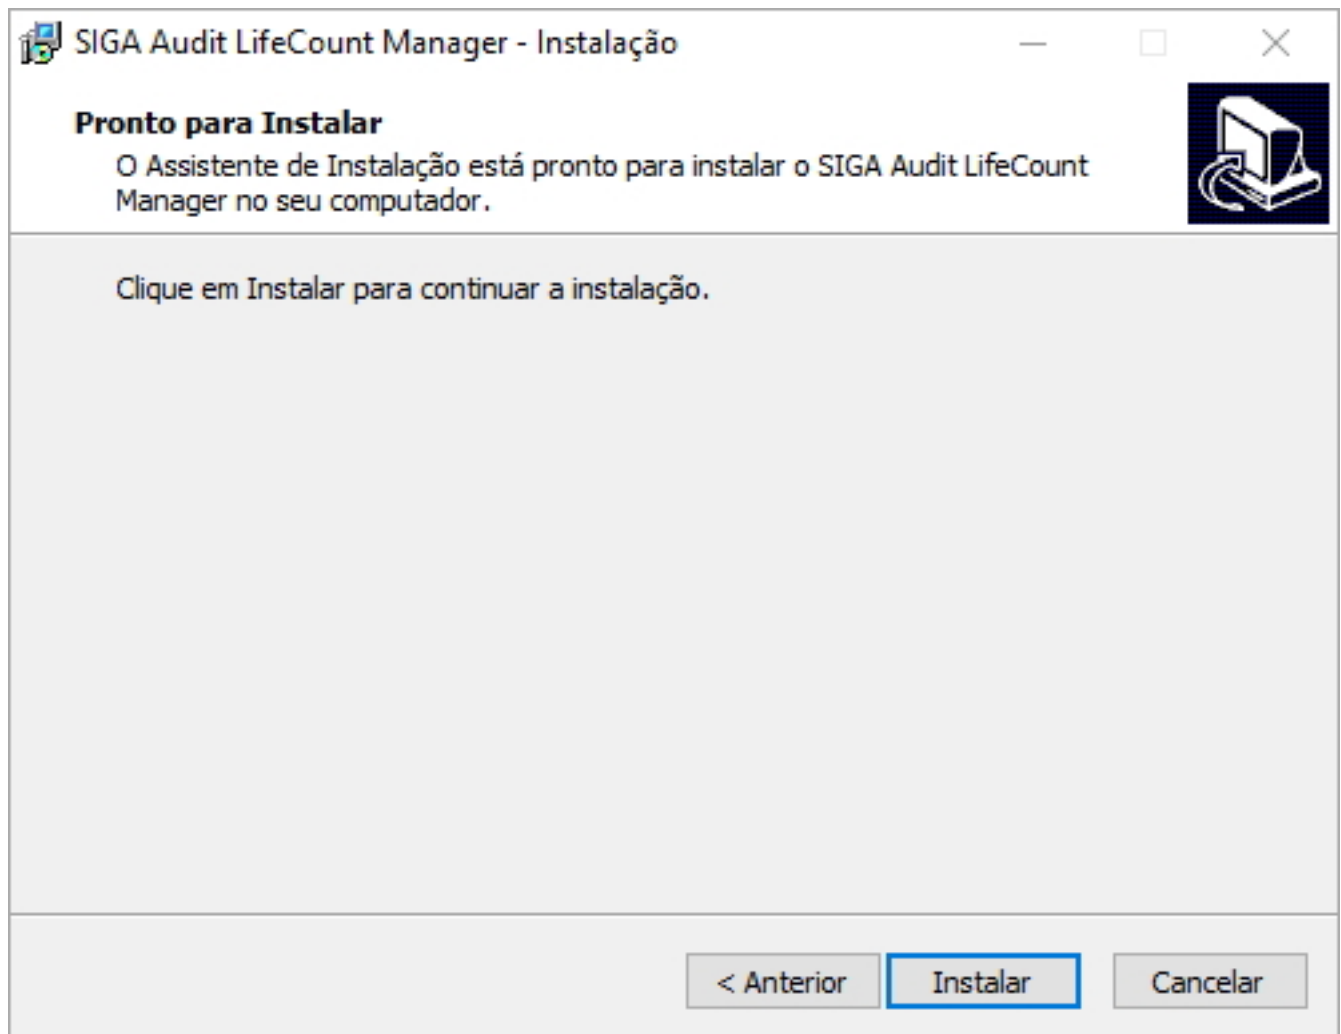 SIGA Audit LifeCount Manager - Instalação
Pronto para Instalar
O Assistente de Instalação está pronto para instalar o SIGA Audit LifeCount
Manager no seu computador.
Clique em Instalar para continuar a instalação.
< Anterior
Instalar
Cancelar